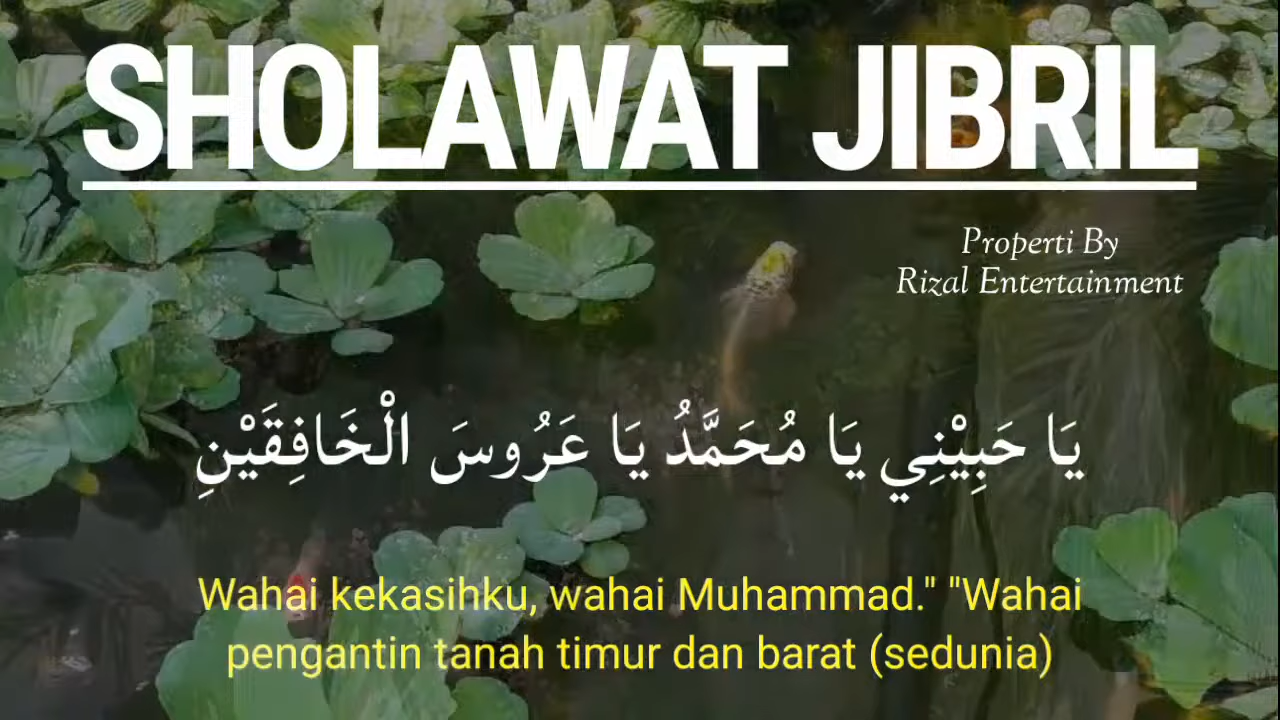 SHOLAWAT JIBRIL
Properti By
Rizal Entertainment
يَا حَبِيْنِي يَا مُحَمَّدُ يَا عَرُوسَ الْخَافِقَيْنِ
Wahai kekasihku, wahai Muhammad." "Wahai
pengantin tanah timur dan barat (sedunia)